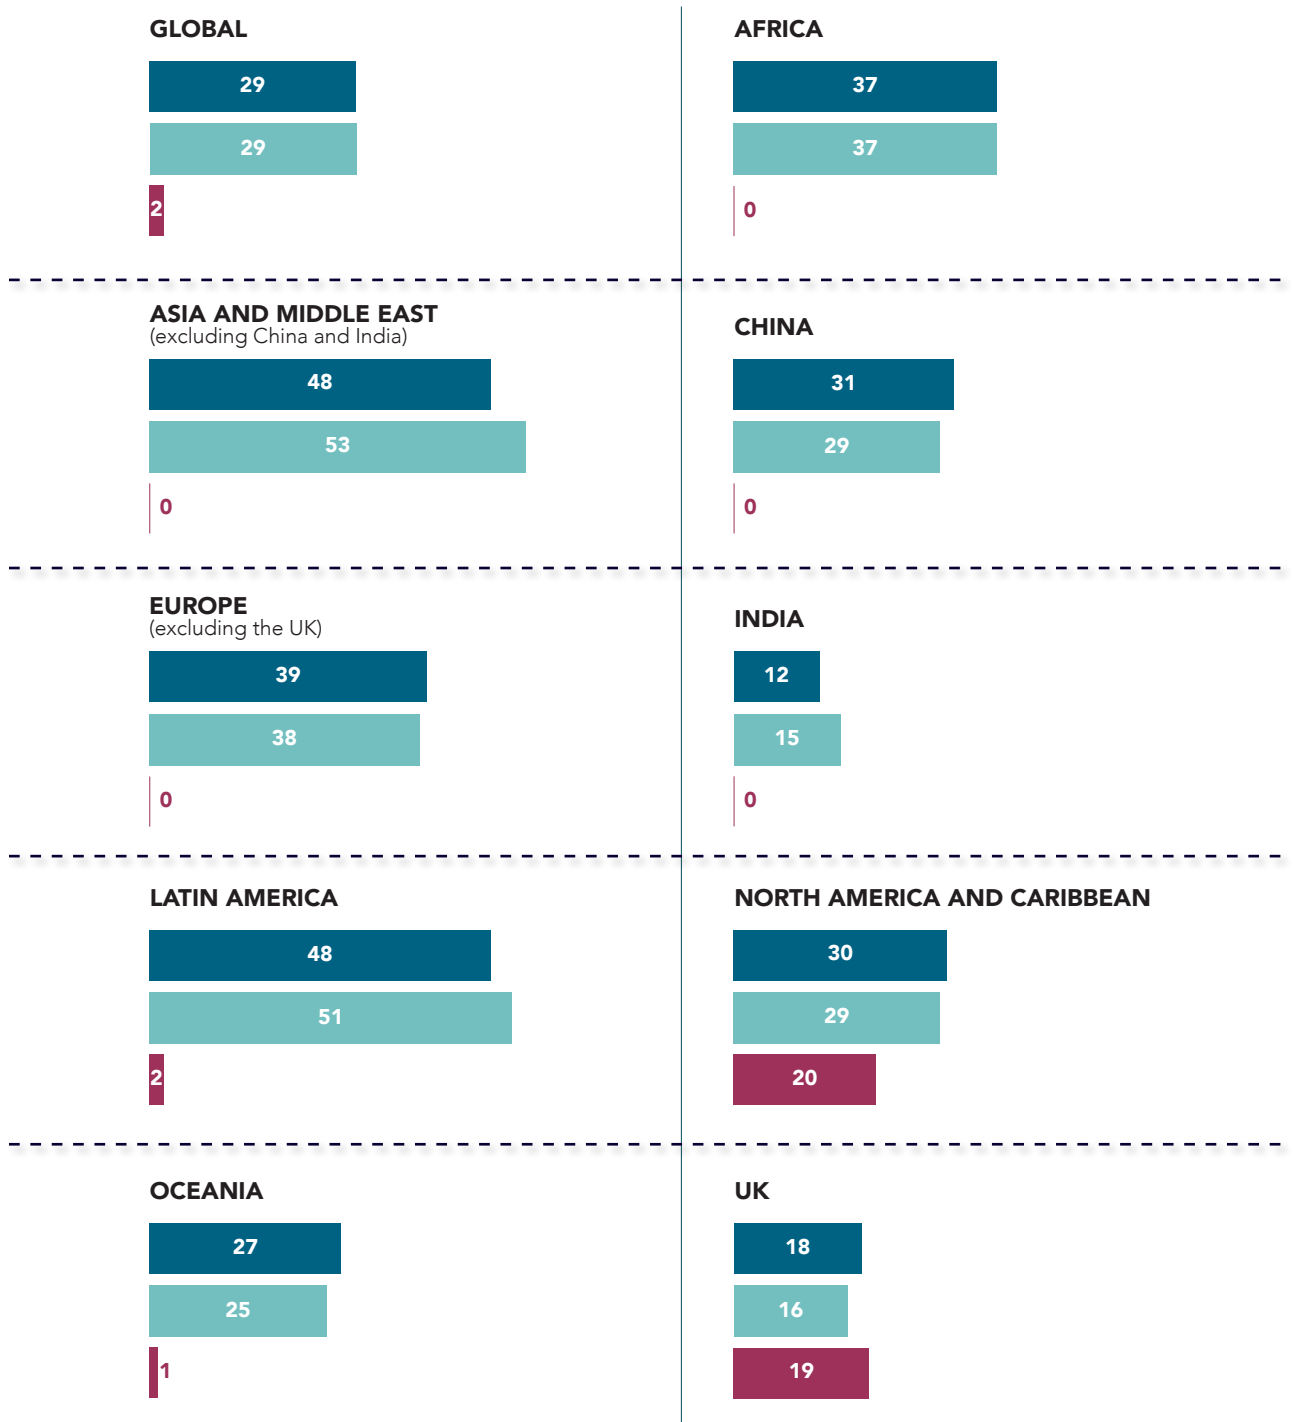 GLOBAL
29
29
2
AFRICA
37
37
0
ASIA AND MIDDLE EAST
(excluding China and India)
48
53
0
CHINA
31
29
0
EUROPE
(excluding the UK)
39
38
0
INDIA
12
15
0
LATIN AMERICA
48
51
2
NORTH AMERICA AND CARIBBEAN
30
29
20
OCEANIA
27
25
1
UK
18
16
19